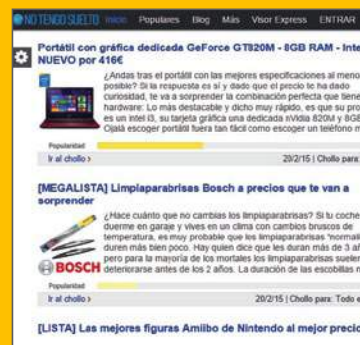 NO TENGO SUELTO Inicio Populares Blog Más Visor Express ENTRAR
Portátil con gráfica dedicada GeForce GT820M - 8GB RAM - Inte
NUEVO por 416€
¿Andas tras el portátil con las mejores especificaciones al meno
posible? Si la respuesta es sí y dado que el precio te ha dado
curiosidad, te va a sorprender la combinación perfecta que tiene
hardware: Lo más destacable y dicho muy rápido, es que su pro
es un intel i3, su tarjeta gráfica una dedicada nVidia 820M y 8GB
Ojalá escoger portátil fuera tan fácil como escoger un teléfono m
Popularidad
Ir al chollo > 20/2/15 | Chollo para:
[MEGALISTA] Limpiaparabrisas Bosch a precios que te van a
sorprender
¿Hace cuánto que no cambias los limpiaparabrisas? Si tu coche
duerme en garaje y vives en un clima con cambios bruscos de
temperatura, es muy probable que los limpiaparabrisas "normal
duren más bien poco. Hay quien dice que les duran más de 3 añ
pero para la mayoría de los mortales los limpiaparabrisas suele
BOSCH deteriorarse antes de los 2 años. La duración de las escobillas n
Popularidad
Ir al chollo > 20/2/15 | Chollo para: Todo e
[LISTA] Las mejores figuras Amiibo de Nintendo al mejor precio